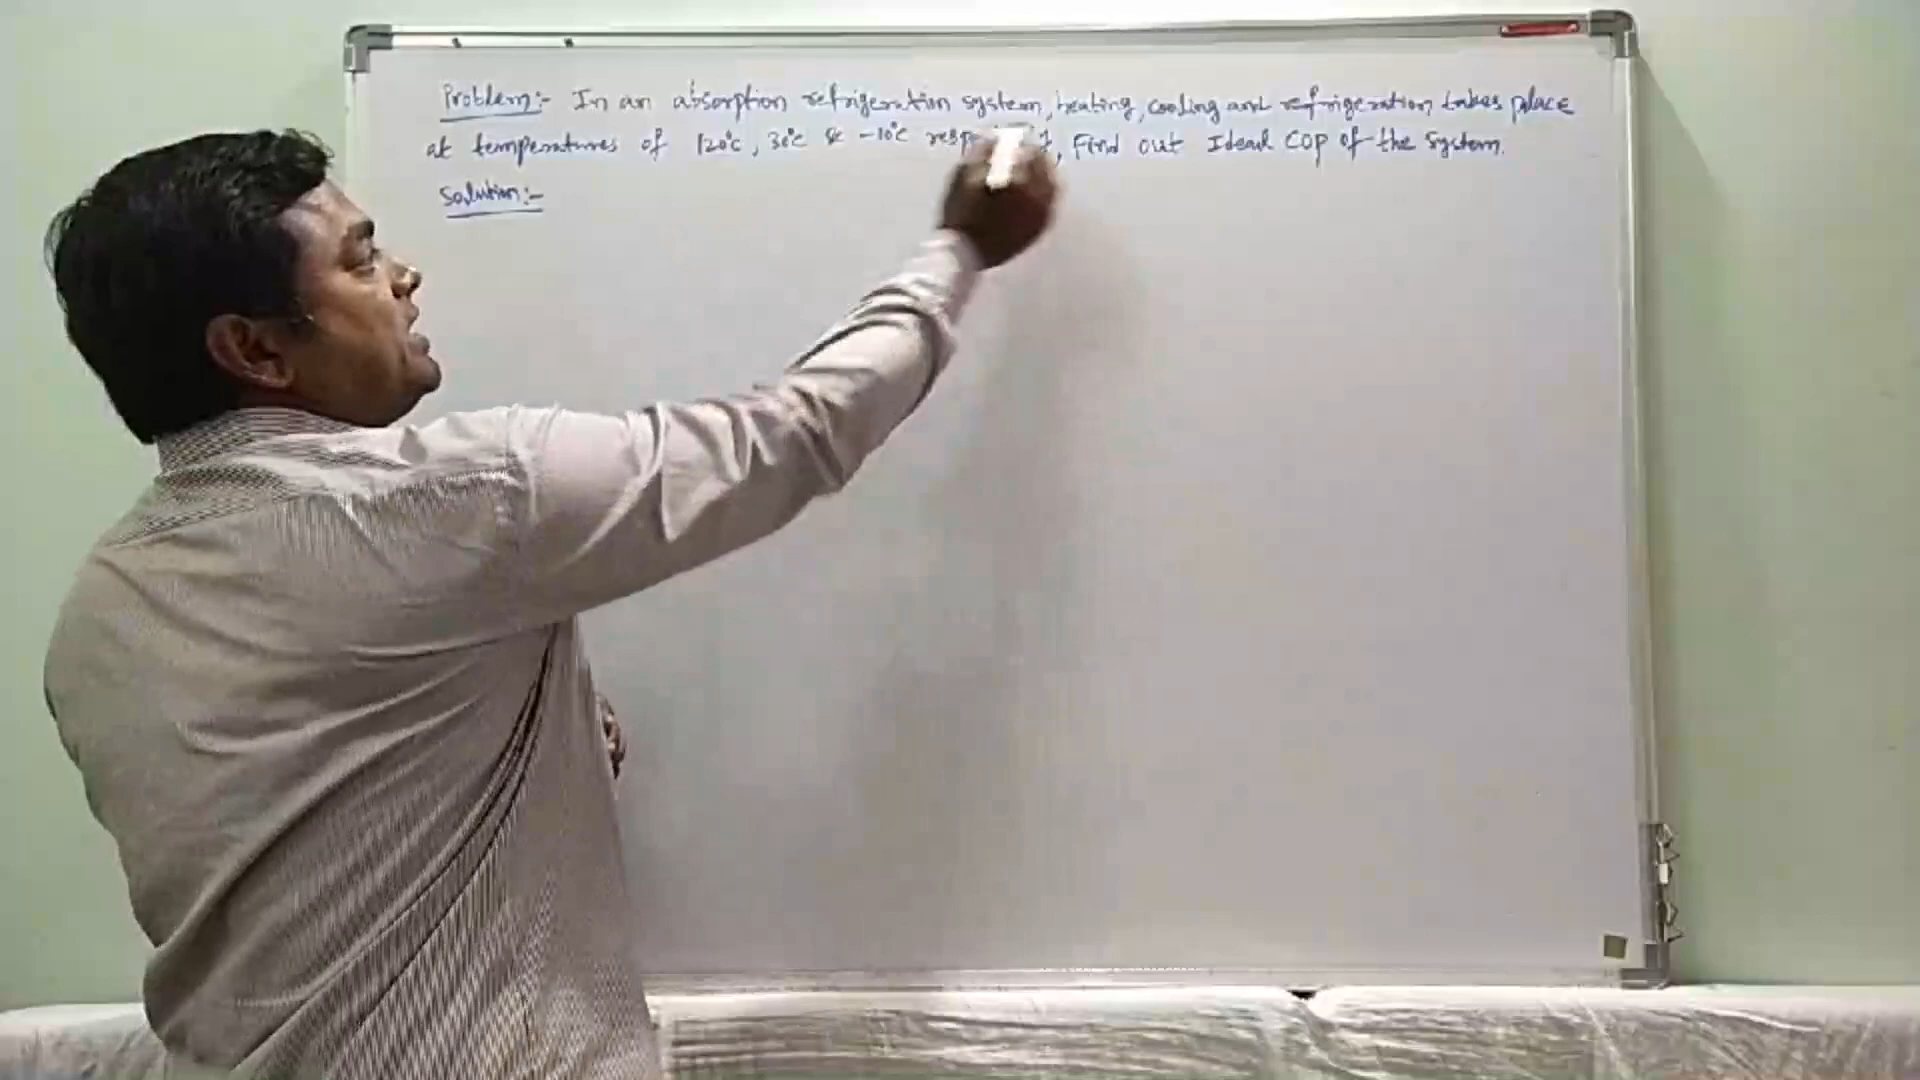 Problem:- In an absorption refrigeration system, heating, cooling and refrigeration takes place
at temperatures of 120°C, 30°C & -10°C, Find out Ideal COP of the system.
Solution:-